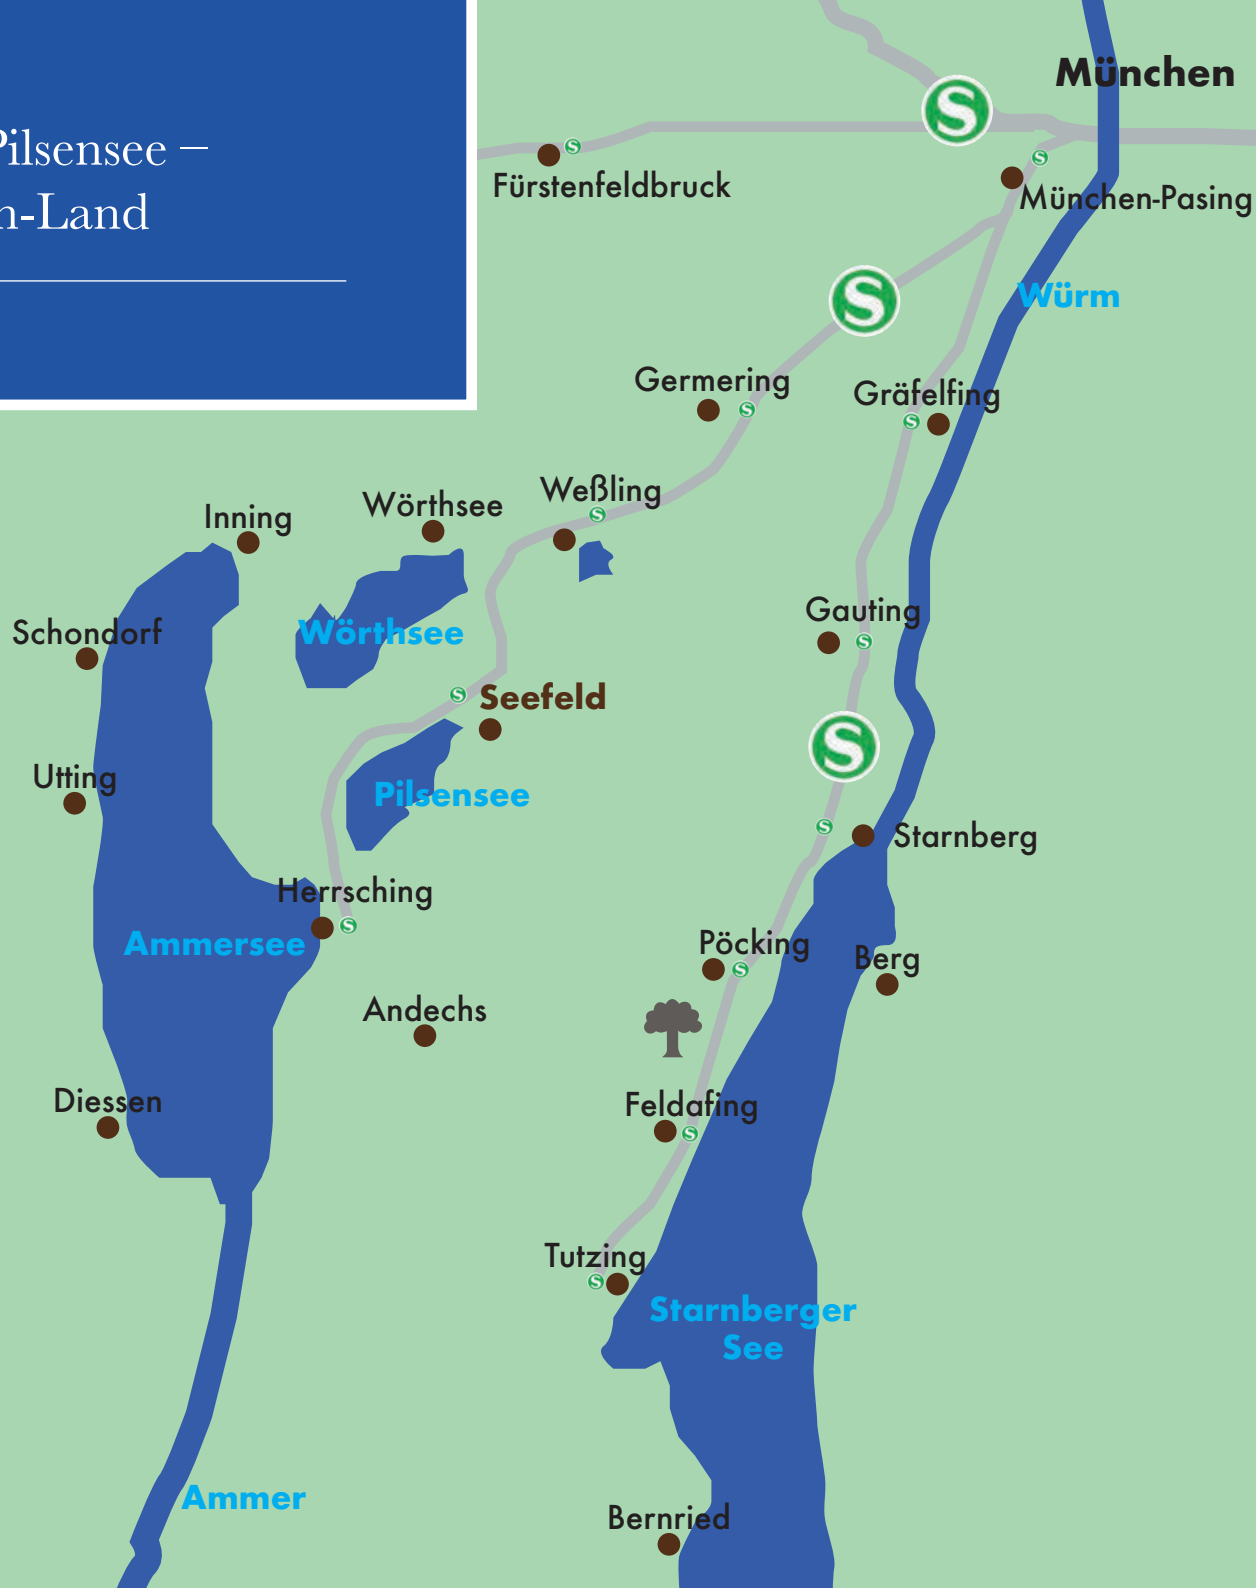 Pilsensee –
n-Land
München
S
S
Fürstenfeldbruck
S
München-Pasing
Würm
S
Germering
S
Gräfelfing
S
Weßling
S
Wörthsee
Inning
Wörthsee
Schondorf
Gauting
S
S
Seefeld
S
Utting
Pilsensee
S
Starnberg
Herrsching
S
Ammersee
Pöcking
S
Berg
Andechs
Diessen
Feldafing
S
Tutzing
S
Starnberger
See
Ammer
Bernried